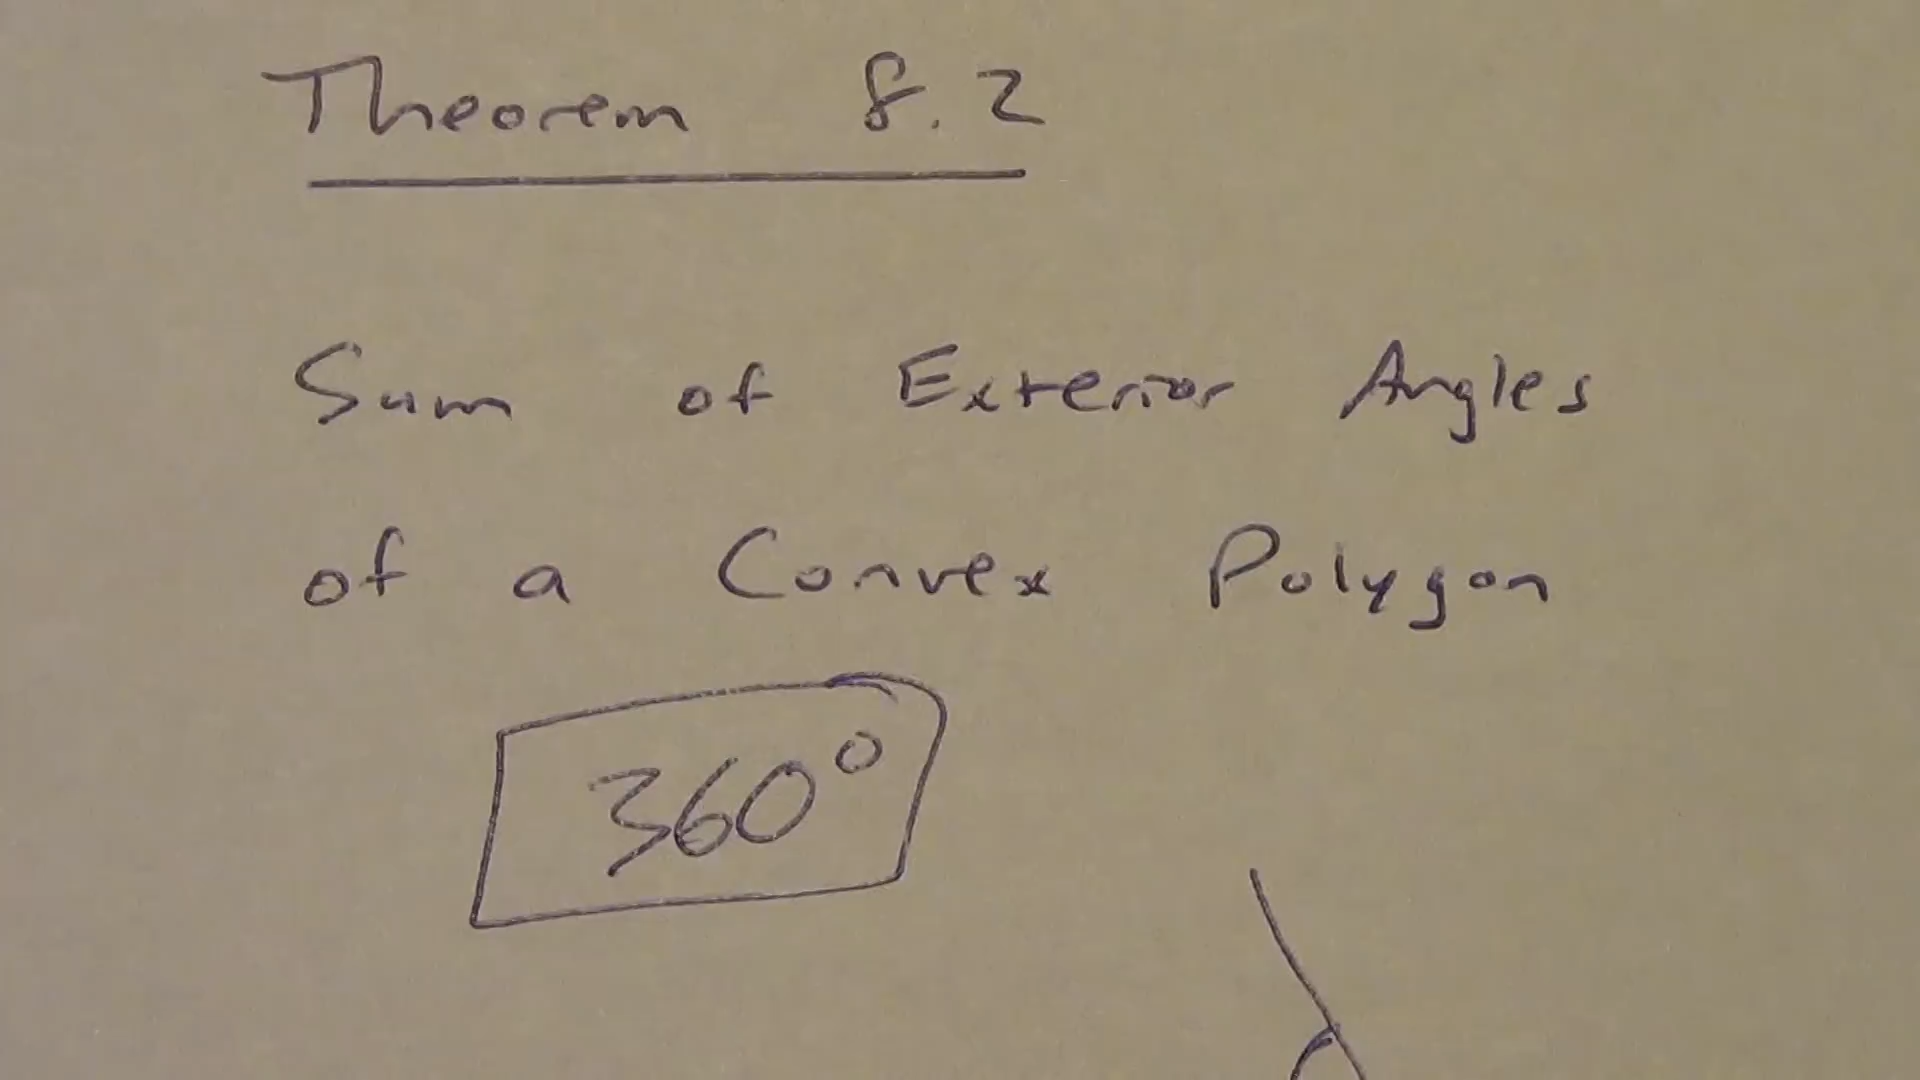 Theorem 8.2
Sum of Exterior Angles
of a Convex Polygon
360°